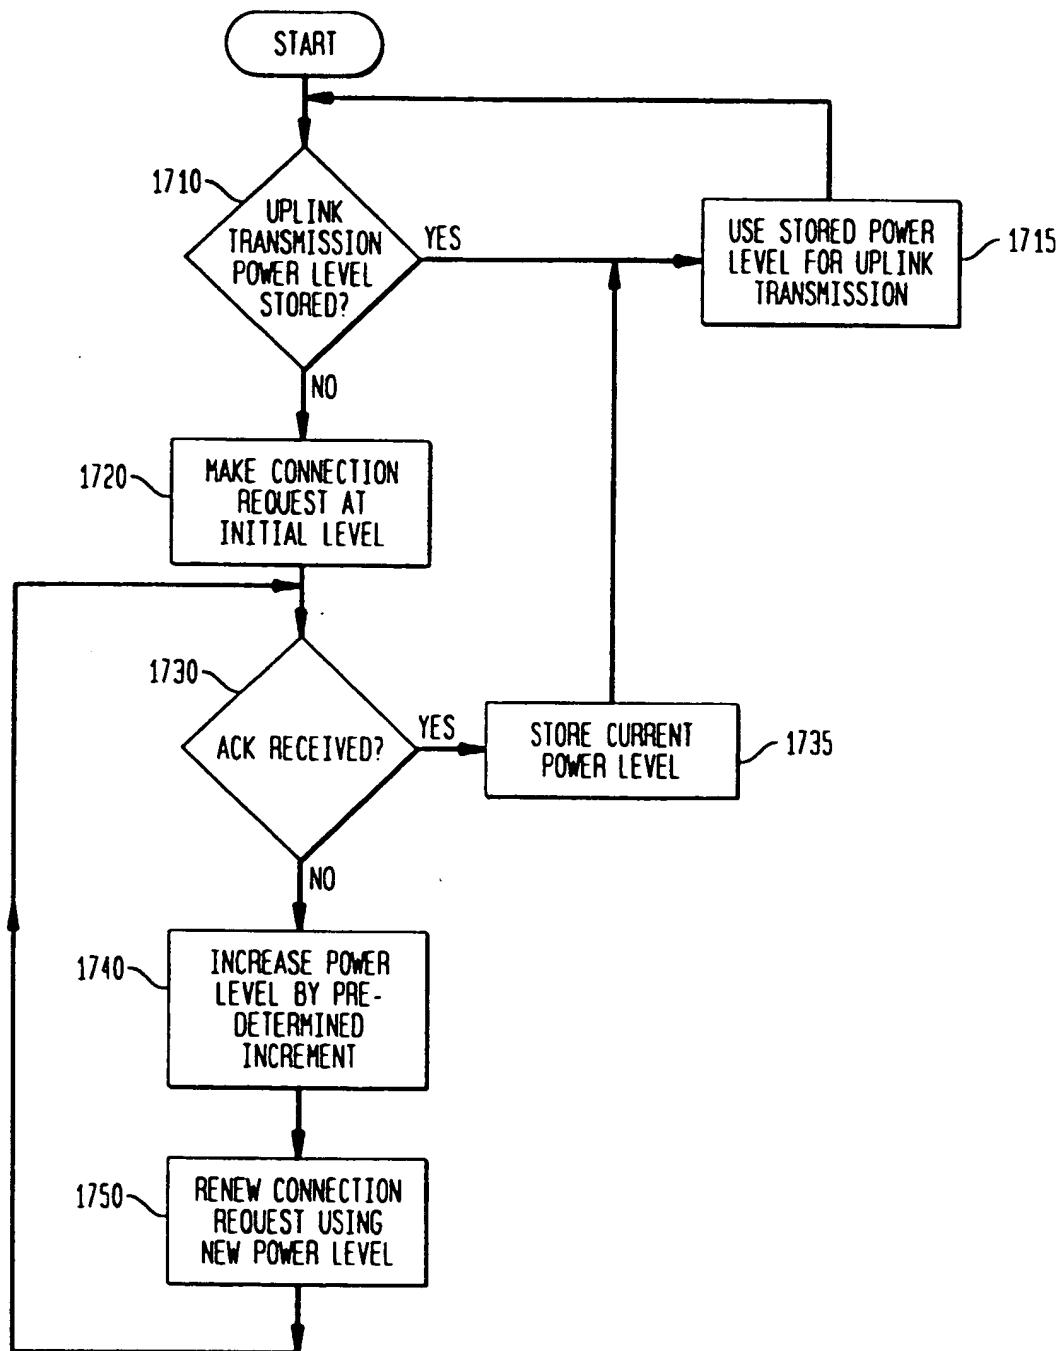 START
1710
UPLINK
TRANSMISSION
POWER LEVEL
STORED?
YES
USE STORED POWER
LEVEL FOR UPLINK
TRANSMISSION
1715
NO
1720
MAKE CONNECTION
REQUEST AT
INITIAL LEVEL
1730
ACK RECEIVED?
YES
STORE CURRENT
POWER LEVEL
1735
NO
1740
INCREASE POWER
LEVEL BY PRE-
DETERMINED
INCREMENT
1750
RENEW CONNECTION
REQUEST USING
NEW POWER LEVEL